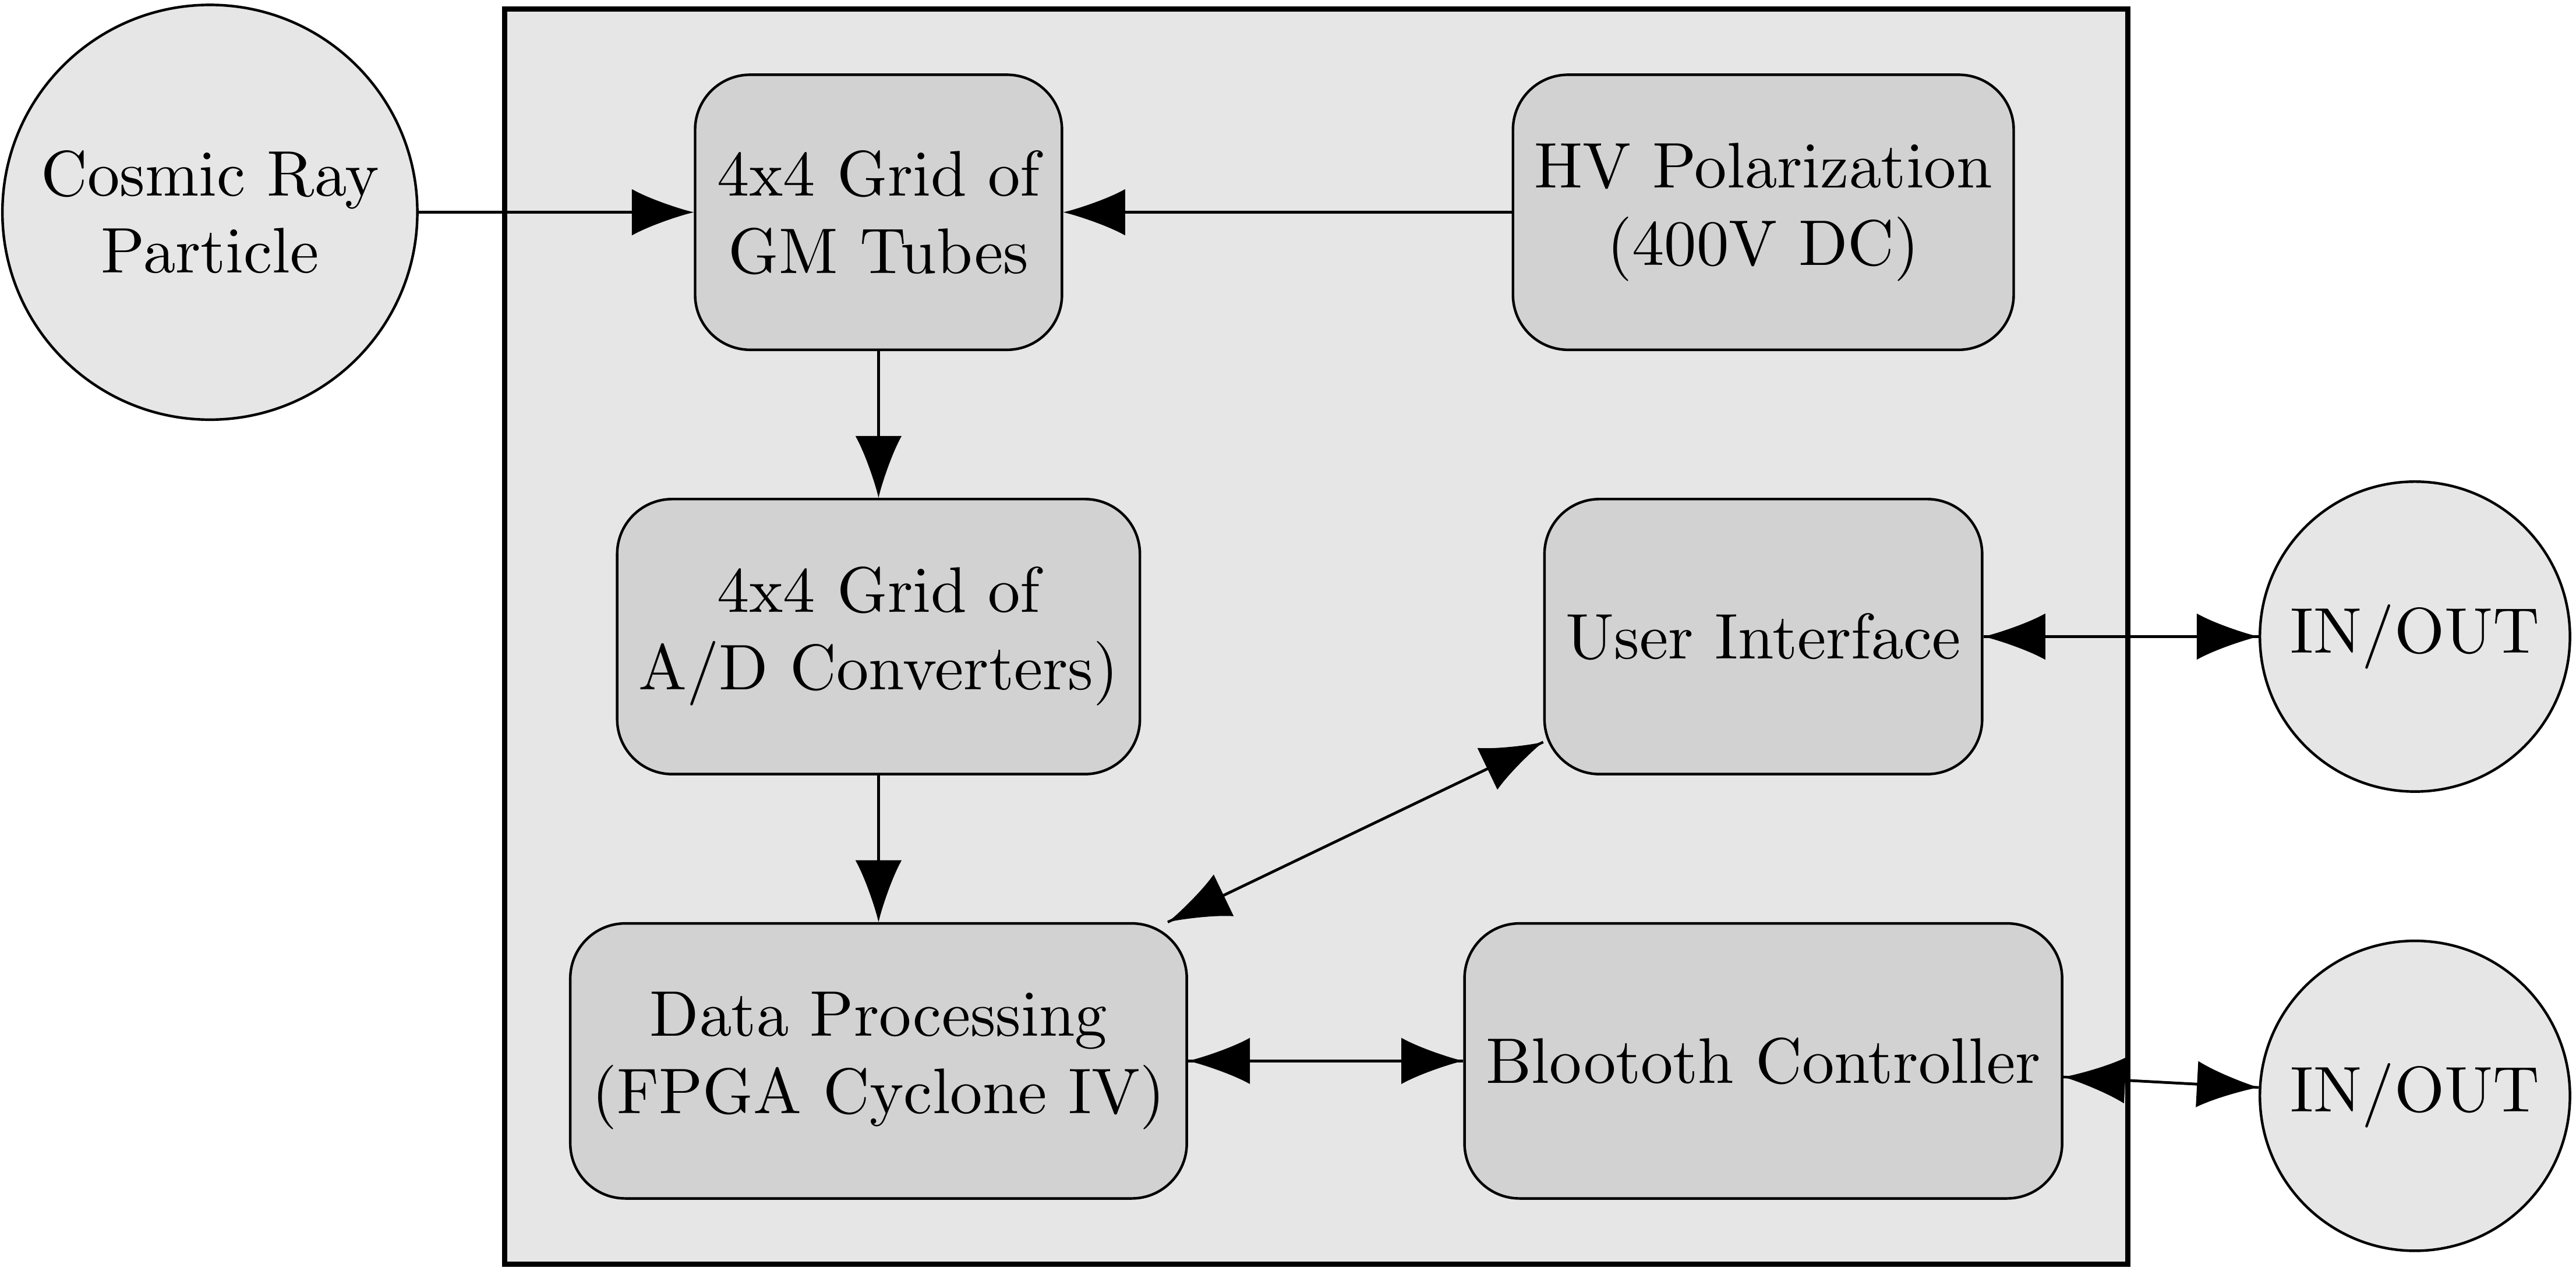 Cosmic Ray
Particle
4x4 Grid of
GM Tubes
HV Polarization
(400V DC)
4x4 Grid of
A/D Converters)
User Interface
IN/OUT
Data Processing
(FPGA Cyclone IV)
Bloototh Controller
IN/OUT